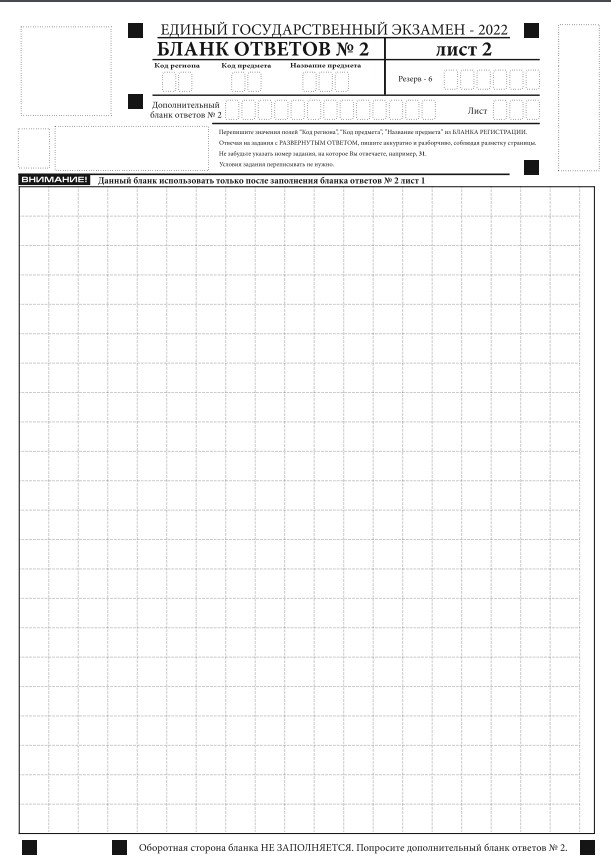 ЕДИНЫЙ ГОСУДАРСТВЕННЫЙ ЭКЗАМЕН - 2022
БЛАНК ОТВЕТОВ № 2
лист 2
Код региона Код предмета Название предмета
Резерв - 6
Дополнительный
бланк ответов № 2
Лист
Перепишите значения полей "Код региона", "Код предмета", "Название предмета" из БЛАНКА РЕГИСТРАЦИИ.
Отвечая на задания с РАЗВЕРНУТЫМ ОТВЕТОМ, пишите аккуратно и разборчиво, соблюдая разметку страницы.
Не забудьте указать номер задания, на которое Вы отвечаете, например, 31.
Условия задания переписывать не нужно.
ВНИМАНИЕ! Данный бланк использовать только после заполнения бланка ответов № 2 лист 1
Оборотная сторона бланка НЕ ЗАПОЛНЯЕТСЯ. Попросите дополнительный бланк ответов № 2.